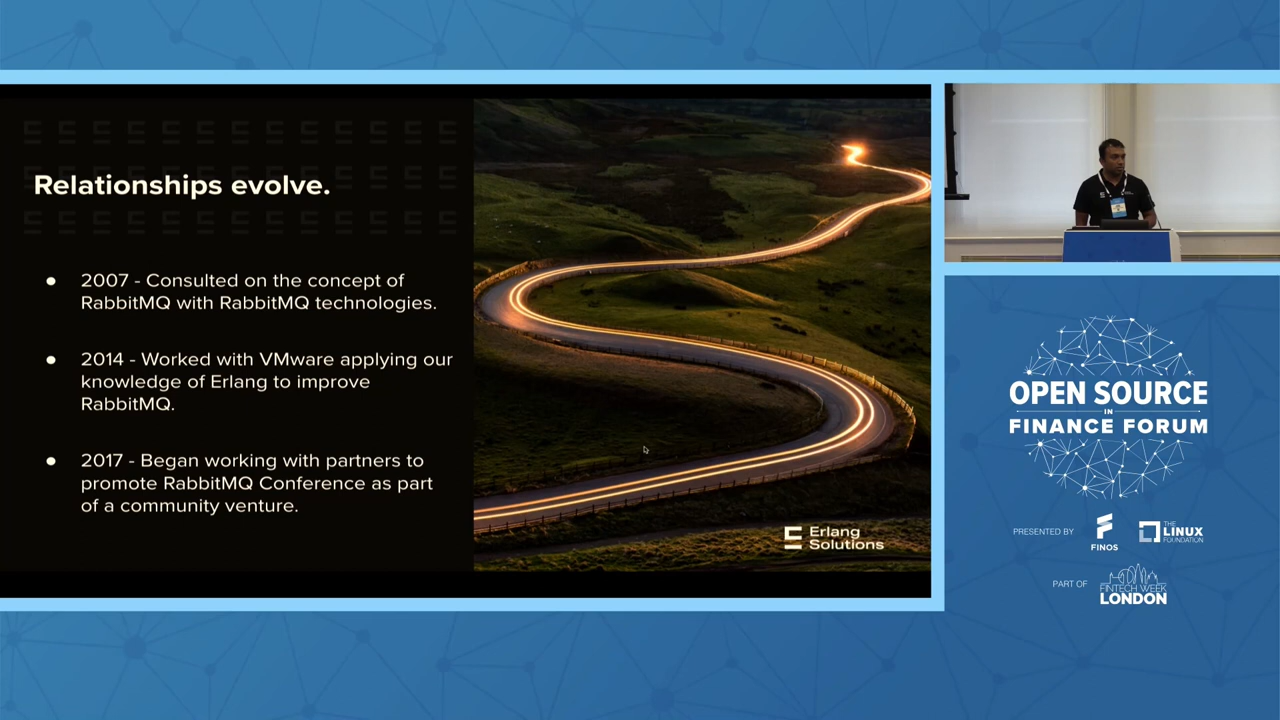 Relationships evolve.
● 2007 - Consulted on the concept of
RabbitMQ with RabbitMQ technologies.
● 2014 - Worked with VMware applying our
knowledge of Erlang to improve
RabbitMQ.
● 2017 - Began working with partners to
promote RabbitMQ Conference as part
of a community venture.
Erlang
Solutions
OPEN SOURCE
IN
FINANCE FORUM
PRESENTED BY
FINOS
THE
LINUX
FOUNDATION
PART OF
FINTECH WEEK
LONDON